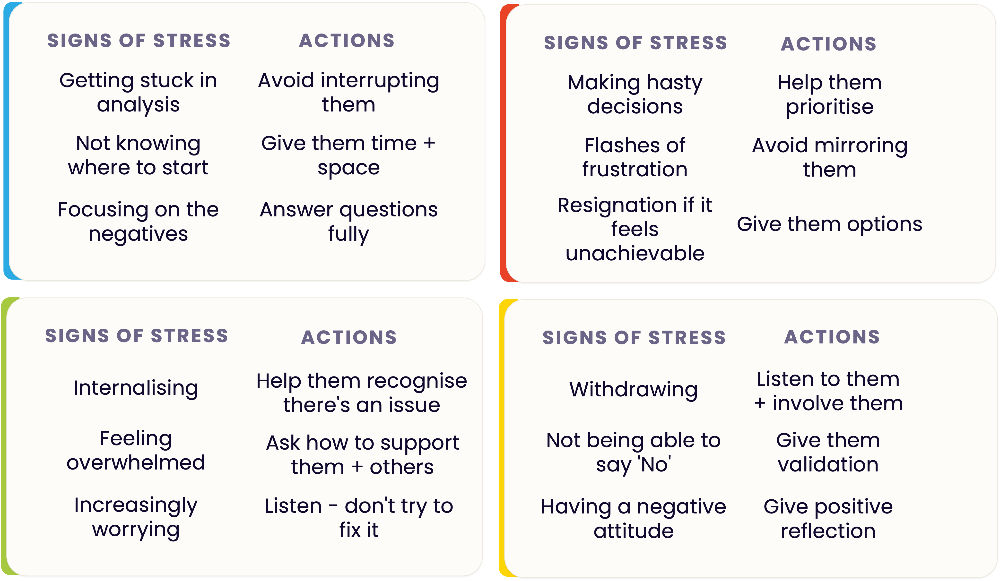 SIGNS OF STRESS
ACTIONS
Getting stuck in
analysis
Avoid interrupting
them
Not knowing
where to start
Give them time +
space
Focusing on the
negatives
Answer questions
fully
SIGNS OF STRESS
ACTIONS
Making hasty
decisions
Help them
prioritise
Flashes of
frustration
Avoid mirroring
them
Resignation if it
feels
unachievable
Give them options
SIGNS OF STRESS
ACTIONS
Internalising
Help them recognise
there's an issue
Feeling
overwhelmed
Ask how to support
them + others
Increasingly
worrying
Listen - don't try to
fix it
SIGNS OF STRESS
ACTIONS
Withdrawing
Listen to them
+ involve them
Not being able to
say 'No'
Give them
validation
Having a negative
attitude
Give positive
reflection